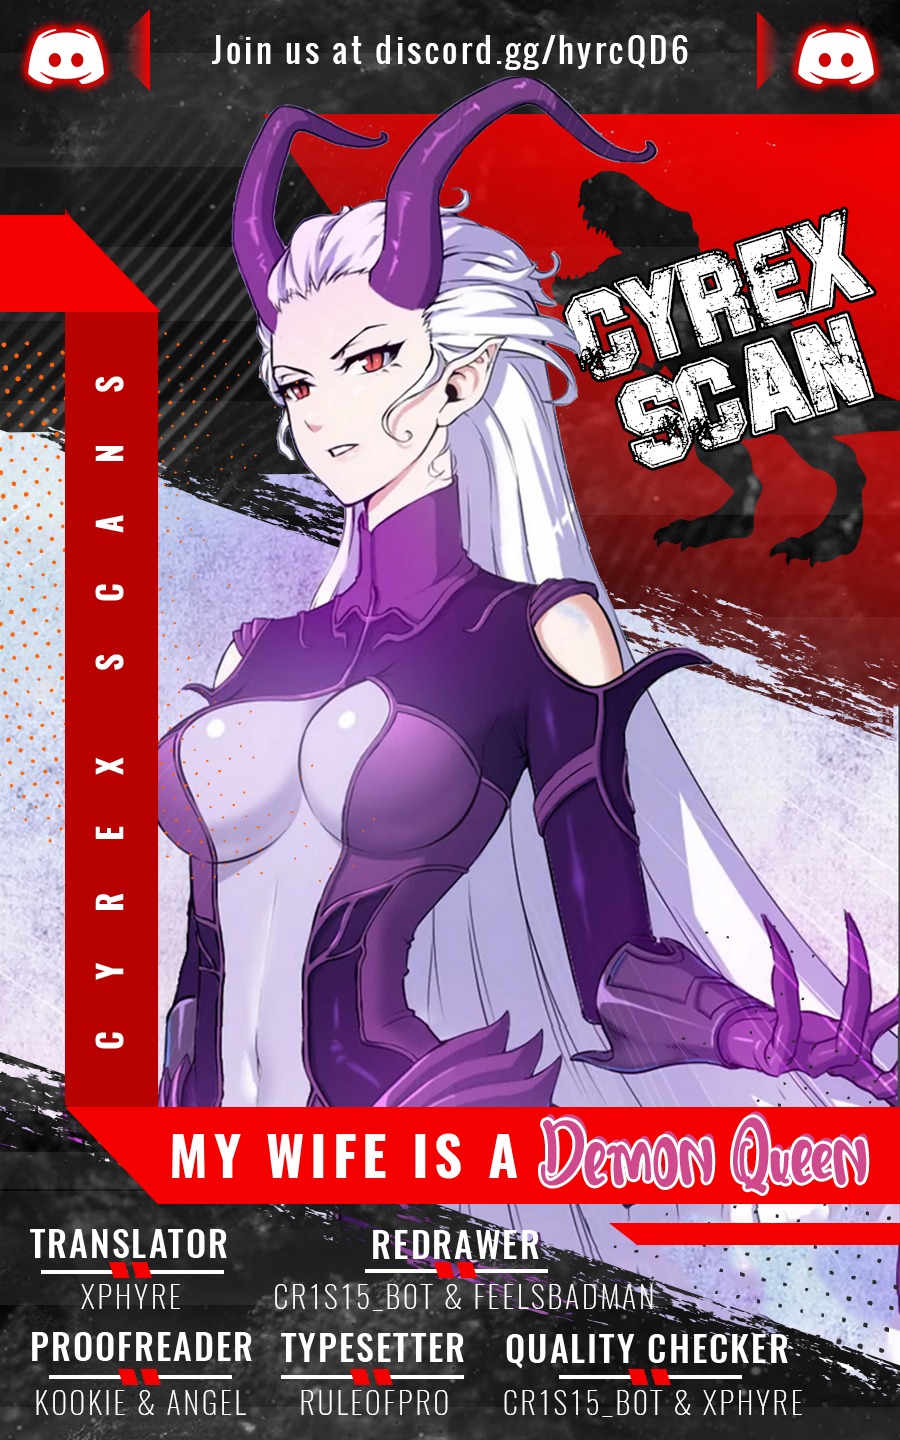 Join us at discord.gg/hyrcQD6
CYREX
SCAN
CYREX SCANS
MY WIFE IS A Demon Queen
TRANSLATOR
XPHYRE
REDRAWER
CR1S15_BOT & FEELSBADMAN
PROOFREADER
KOOKIE & ANGEL
TYPESETTER
RULEOFPRO
QUALITY CHECKER
CR1S15_BOT & XPHYRE